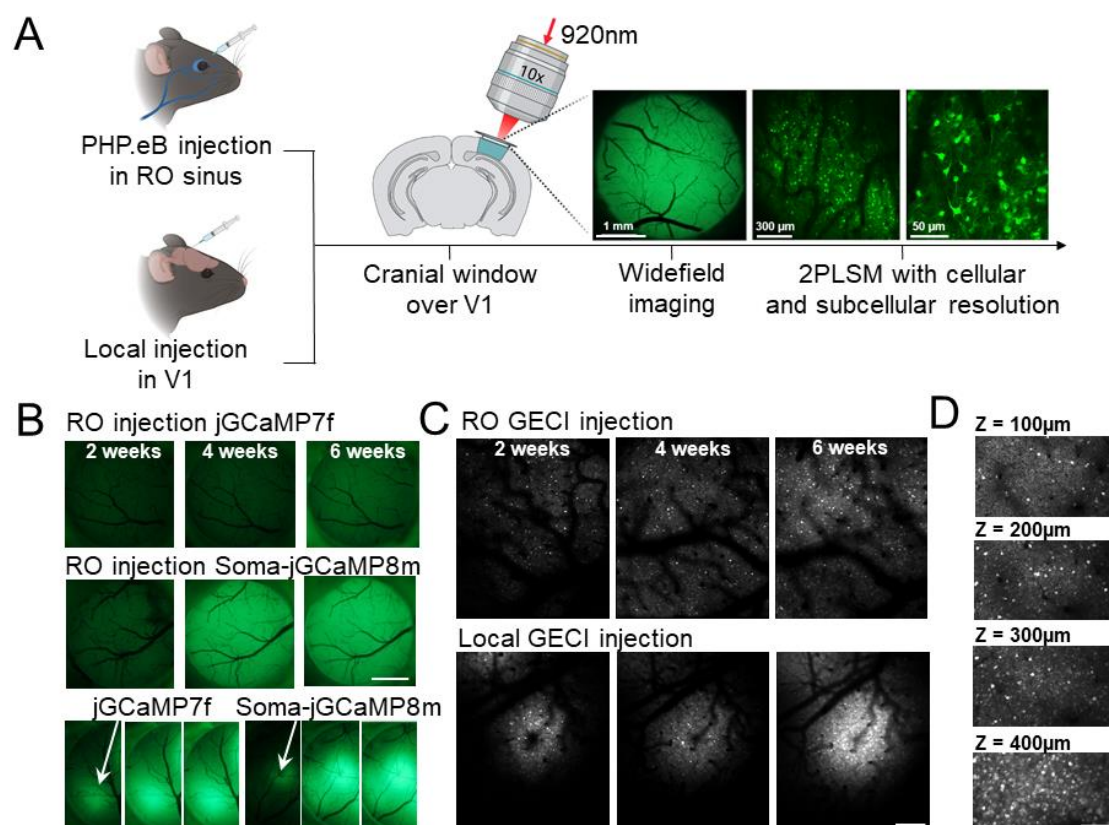 A
PHP.eB injection
in RO sinus
Local injection
in V1
920nm
10x
1 mm
300 µm
50 µm
Cranial window
over V1
Widefield
imaging
2PLSM with cellular
and subcellular resolution
B
RO injection jGCaMP7f
2 weeks
4 weeks
6 weeks
RO injection Soma-jGCaMP8m
jGCaMP7f
Soma-jGCaMP8m
C
RO GECI injection
2 weeks
4 weeks
6 weeks
Local GECI injection
D
Z = 100µm
Z = 200µm
Z = 300µm
Z = 400µm